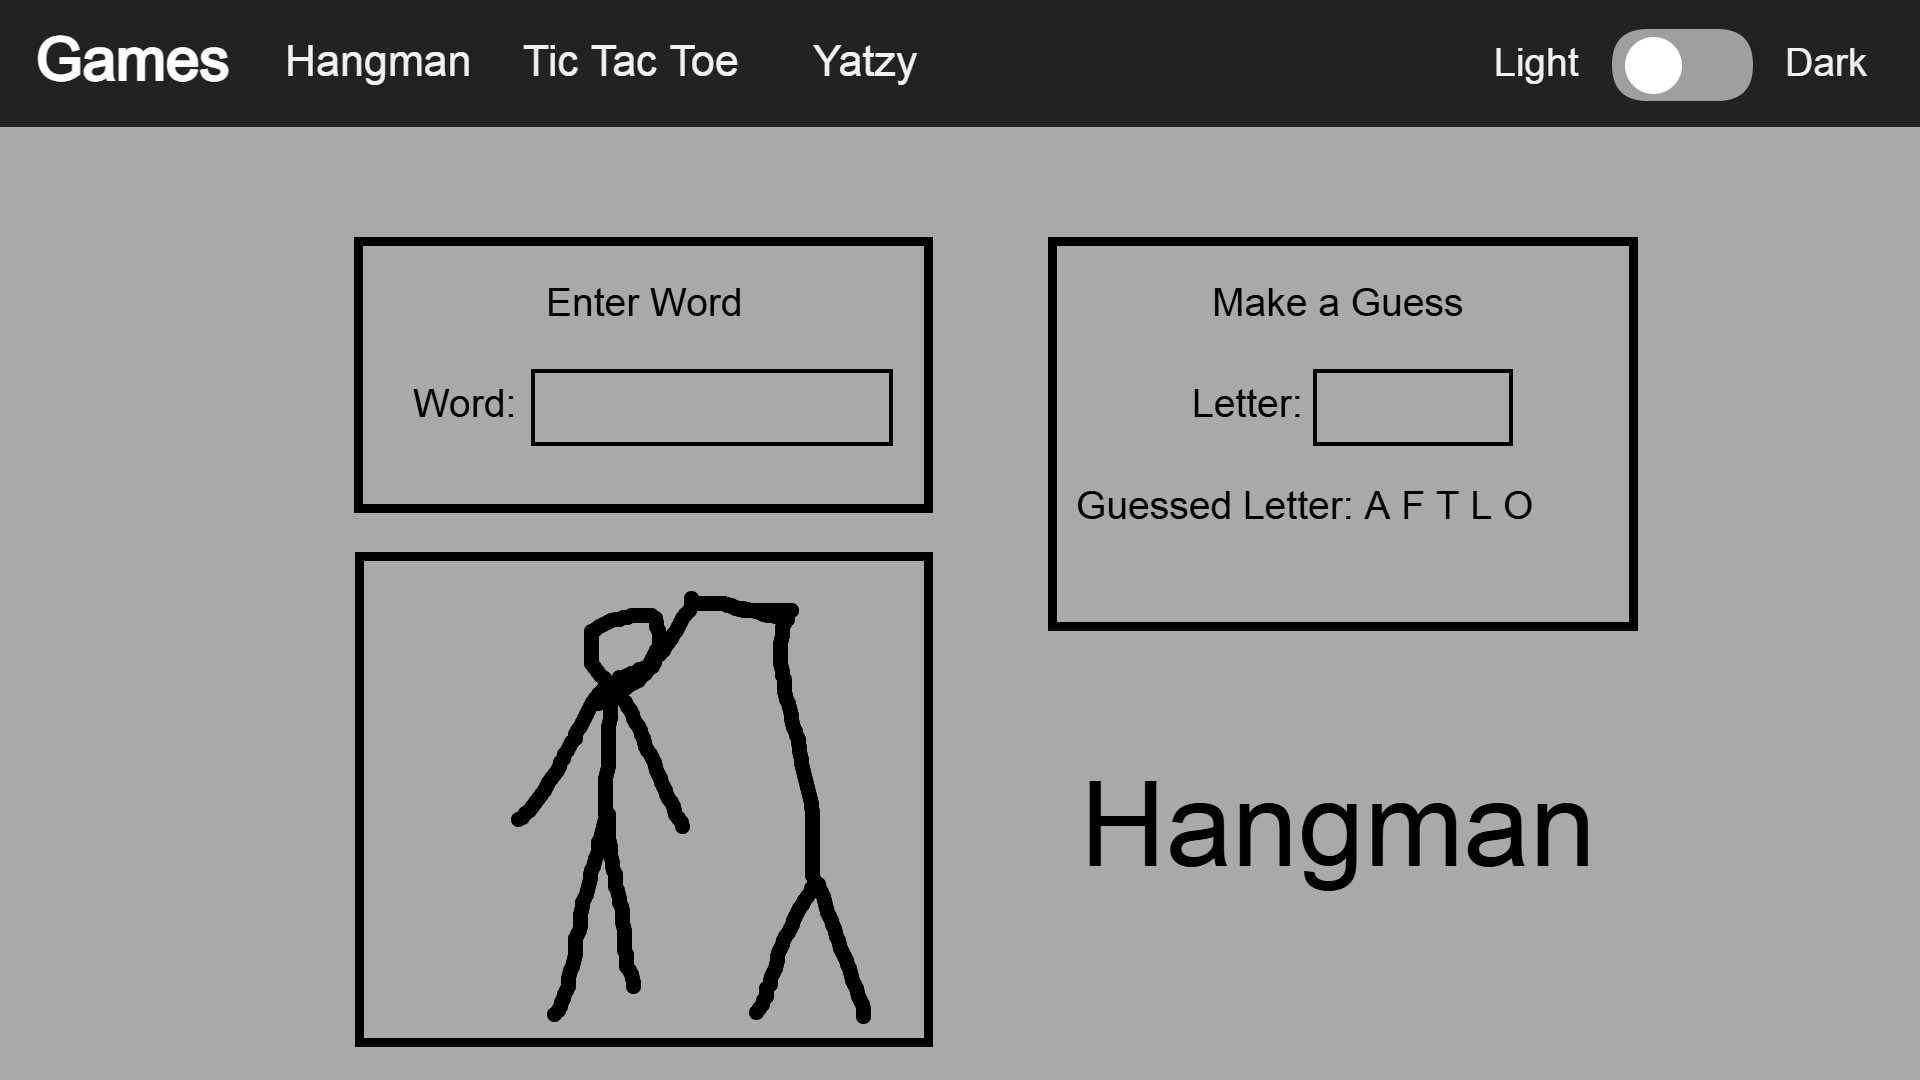 Games Hangman Tic Tac Toe Yatzy Light Dark
Enter Word
Word:
Make a Guess
Letter:
Guessed Letter: A F T L O
Hangman